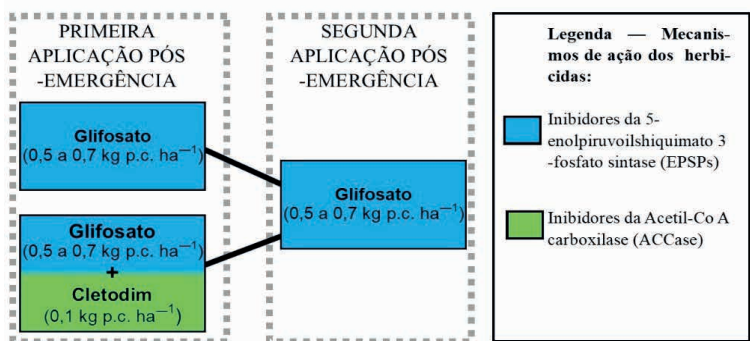 PRIMEIRA
APLICAÇÃO PÓS
-EMERGÊNCIA
Glifosato
(0,5 a 0,7 kg p.c. ha⁻¹)
Glifosato
(0,5 a 0,7 kg p.c. ha⁻¹)
+
Cletodim
(0,1 kg p.c. ha⁻¹)
SEGUNDA
APLICAÇÃO PÓS
-EMERGÊNCIA
Glifosato
(0,5 a 0,7 kg p.c. ha⁻¹)
Legenda — Mecanis-
mos de ação dos herbi-
cidas:
Inibidores da 5-
enolpiruvoilshiquimato 3
-fosfato sintase (EPSPs)
Inibidores da Acetil-Co A
carboxilase (ACCase)